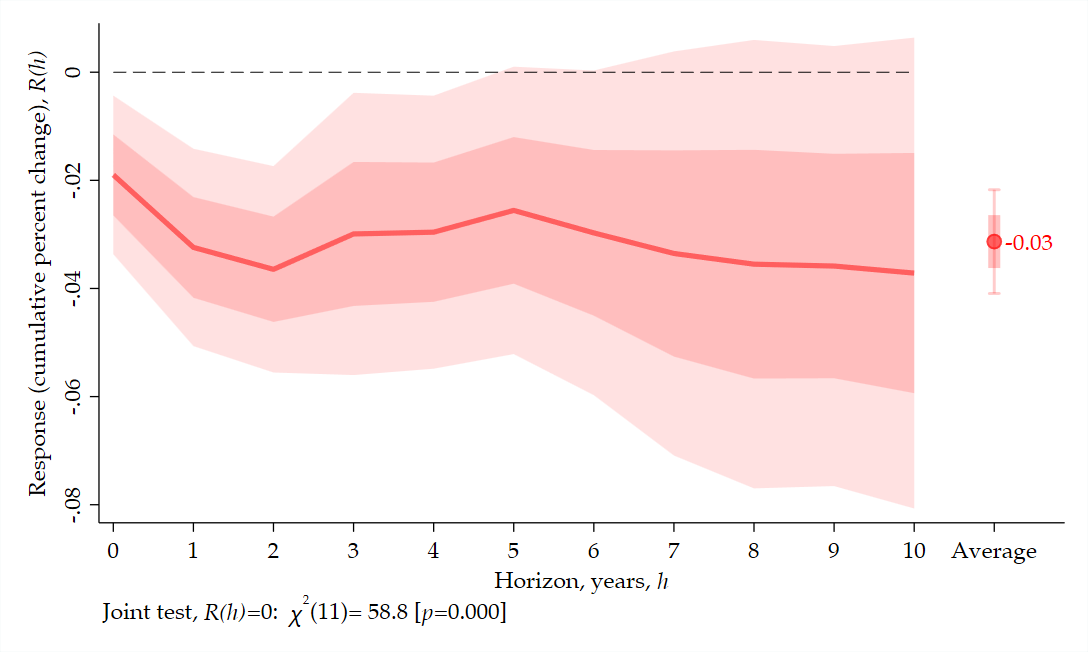 Response (cumulative percent change), R(h)
0
-.02
-.04
-.06
-.08
-0.03
0 1 2 3 4 5 6 7 8 9 10 Average
Horizon, years, h
Joint test, R(h)=0: χ²(11)= 58.8 [p=0.000]